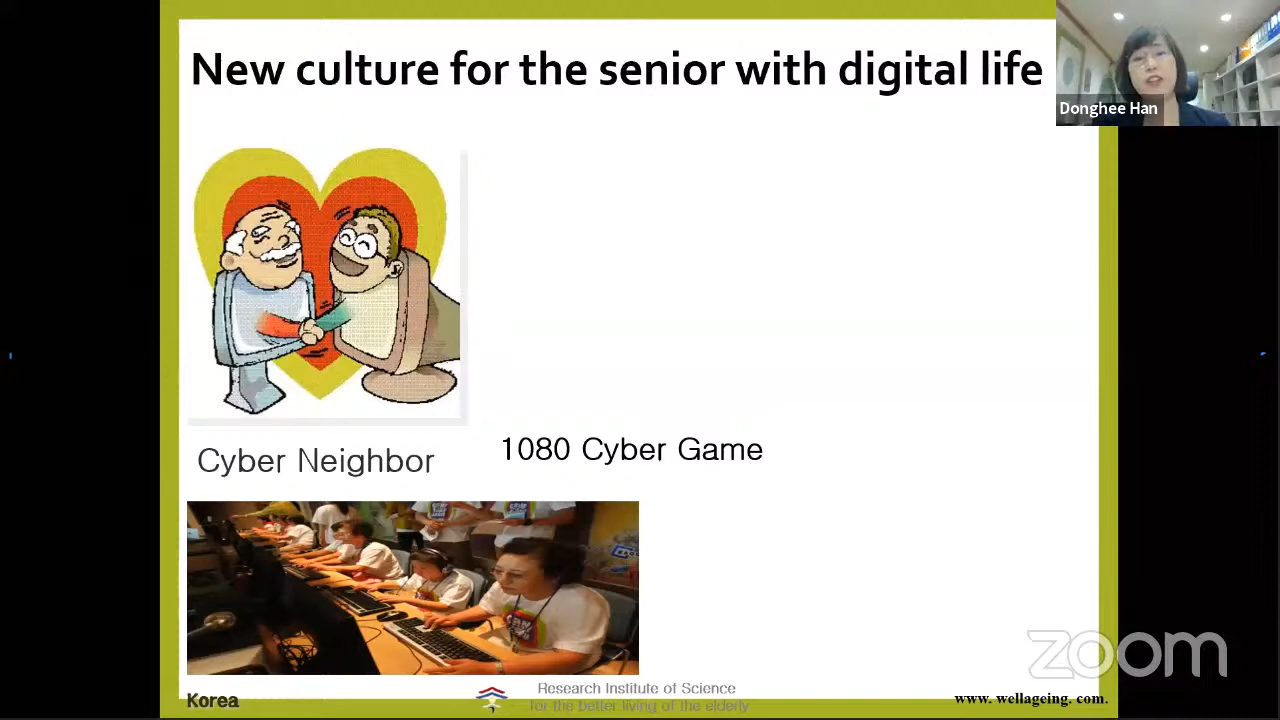 New culture for the senior with digital life
Donghee Han
Cyber Neighbor
1080 Cyber Game
zoom
Korea
Research Institute of Science
for the better living of the elderly
www. wellageing. com.